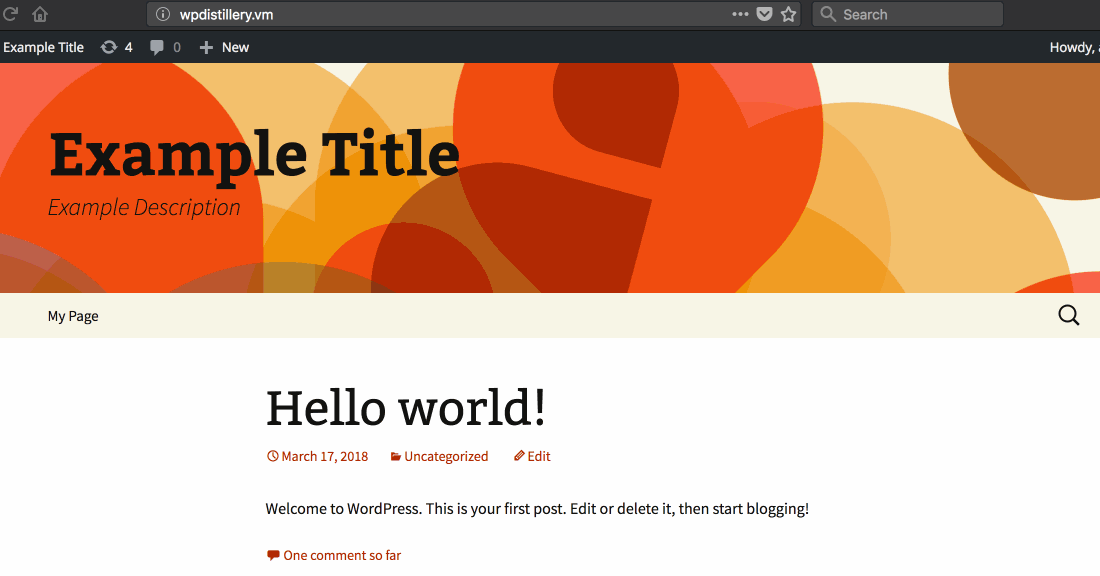 wpdistillery.vm Search
Example Title 4 0 New Howdy,
Example Title
Example Description
My Page
Hello world!
March 17, 2018 Uncategorized Edit
Welcome to WordPress. This is your first post. Edit or delete it, then start blogging!
One comment so far